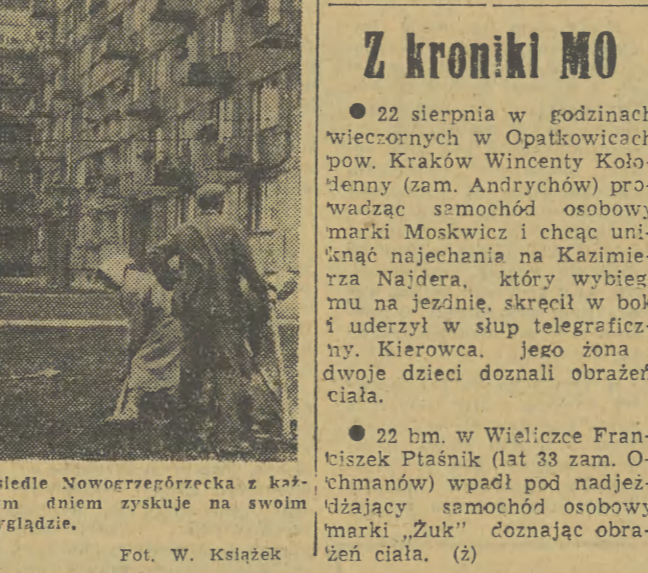 siedle Nowogrzegórzecka z każ-
m dniem zyskuje na swoim
yglądzie.
Fot. W. Książek
Z kroniki MO
● 22 sierpnia w godzinach
wieczornych w Opatkowicach
pow. Kraków Wincenty Koło-
denny (zam. Andrychów) pro-
wadząc samochód osobowy
marki Moskwicz i chcąc uni-
knąć najechania na Kazimie-
rza Najdera, który wybiegł
mu na jezdnię, skręcił w bok
i uderzył w słup telegraficz-
ny. Kierowca, jego żona
dwoje dzieci doznali obrażeń
ciała.
● 22 bm. w Wieliczce Fran-
ciszek Ptaśnik (lat 33 zam. O-
chmanów) wpadł pod nadjeż-
dżający samochód osobowy
marki „Żuk" doznając obra-
żeń ciała. (ż)